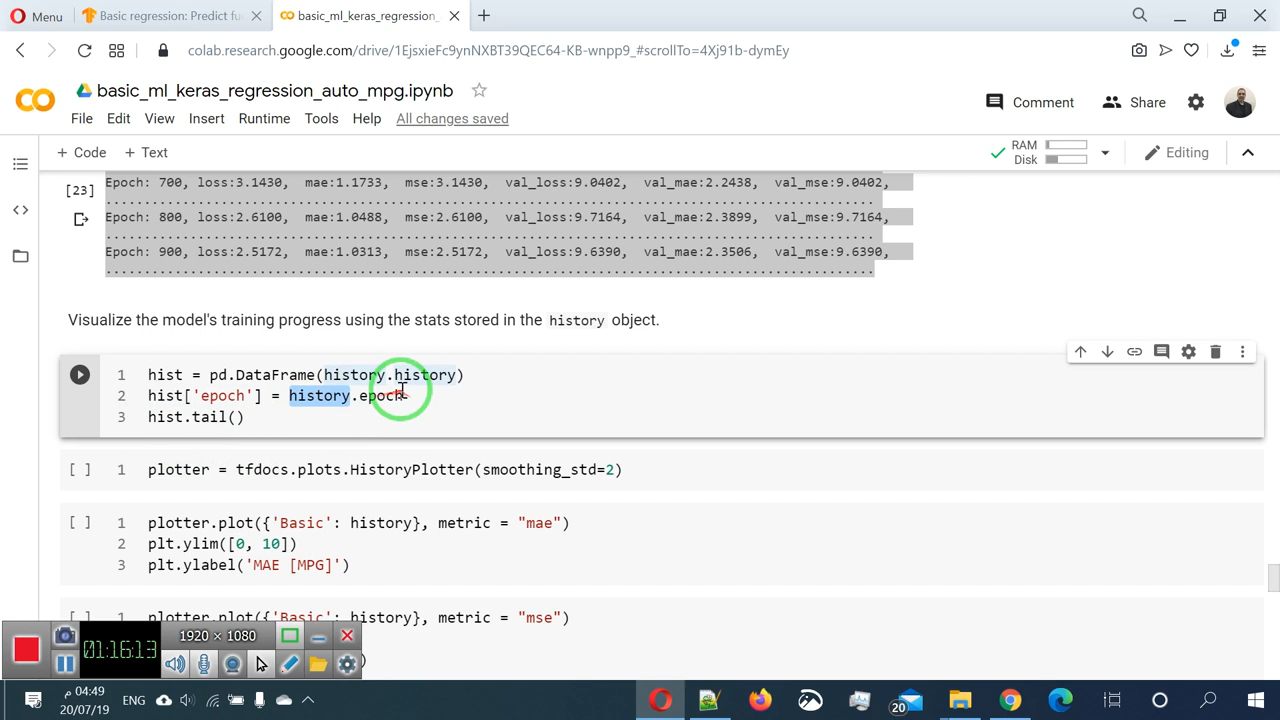 Menu
Basic regression: Predict fu
basic_ml_keras_regression_
colab.research.google.com/drive/1EjsxieFc9ynNXBT39QEC64-KB-wnpp9_#scrollTo=4Xj91b-dymEy
basic_ml_keras_regression_auto_mpg.ipynb
Comment
Share
File Edit View Insert Runtime Tools Help All changes saved
+ Code + Text
RAM
Disk
Editing
[23]
Epoch: 700, loss:3.1430, mae:1.1733, mse:3.1430, val_loss:9.0402, val_mae:2.2438, val_mse:9.0402,
....................................................................................................
Epoch: 800, loss:2.6100, mae:1.0488, mse:2.6100, val_loss:9.7164, val_mae:2.3899, val_mse:9.7164,
....................................................................................................
Epoch: 900, loss:2.5172, mae:1.0313, mse:2.5172, val_loss:9.6390, val_mae:2.3506, val_mse:9.6390,
....................................................................................................
Visualize the model's training progress using the stats stored in the history object.
1 hist = pd.DataFrame(history.history)
2 hist['epoch'] = history.epoch
3 hist.tail()
[ ] 1 plotter = tfdocs.plots.HistoryPlotter(smoothing_std=2)
[ ] 1 plotter.plot({'Basic': history}, metric = "mae")
2 plt.ylim([0, 10])
3 plt.ylabel('MAE [MPG]')
[ ] 1 plotter.plot({'Basic': history}, metric = "mse")
)
1920 × 1080
01:16:13
ENG
04:49 م
20/07/19
20